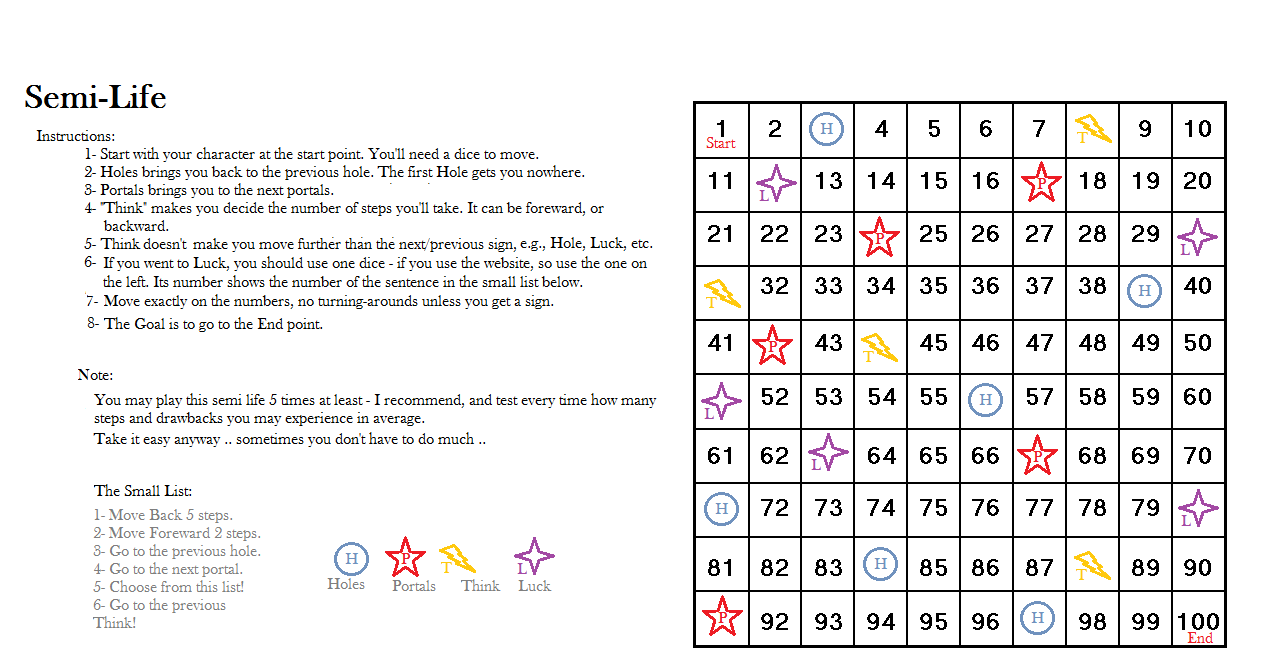 Semi-Life
Instructions:
1- Start with your character at the start point. You'll need a dice to move.
2- Holes brings you back to the previous hole. The first Hole gets you nowhere.
3- Portals brings you to the next portals.
4- "Think" makes you decide the number of steps you'll take. It can be foreward, or
backward.
5- Think doesn't make you move further than the next/previous sign, e.g., Hole, Luck, etc.
6- If you went to Luck, you should use one dice - if you use the website, so use the one on
the left. Its number shows the number of the sentence in the small list below.
7- Move exactly on the numbers, no turning-arounds unless you get a sign.
8- The Goal is to go to the End point.
Note:
You may play this semi life 5 times at least - I recommend, and test every time how many
steps and drawbacks you may experience in average.
Take it easy anyway .. sometimes you don't have to do much ..
The Small List:
1- Move Back 5 steps.
2- Move Foreward 2 steps.
3- Go to the previous hole.
4- Go to the next portal.
5- Choose from this list!
6- Go to the previous
Think!
H P T L
Holes Portals Think Luck
1 2 H 4 5 6 7 T 9 10
Start
11 L 13 14 15 16 P 18 19 20
21 22 23 P 25 26 27 28 29 L
T 32 33 34 35 36 37 38 H 40
41 P 43 T 45 46 47 48 49 50
L 52 53 54 55 H 57 58 59 60
61 62 L 64 65 66 P 68 69 70
H 72 73 74 75 76 77 78 79 L
81 82 83 H 85 86 87 T 89 90
P 92 93 94 95 96 H 98 99 100
End